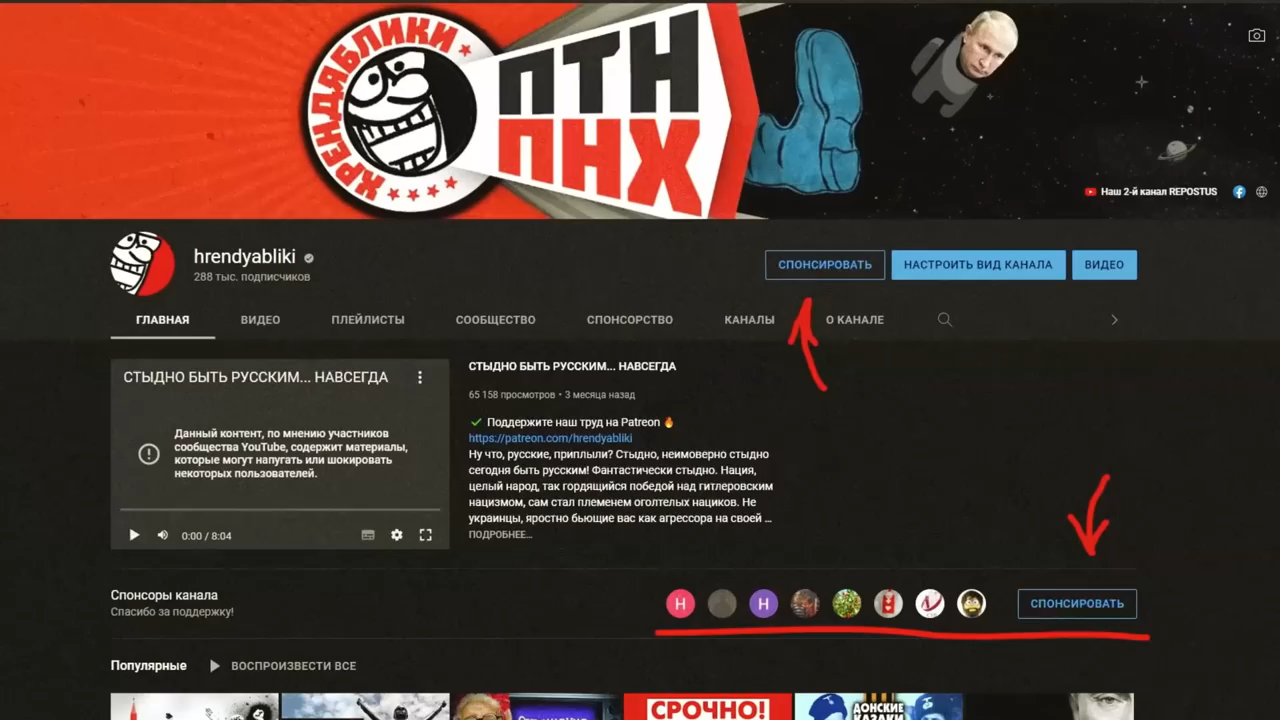 ХРЕНДЯБЛИКИ
ПТН
ПНХ
Наш 2-й канал REPOSTUS
hrendyabliki
288 тыс. подписчиков
СПОНСИРОВАТЬ
НАСТРОИТЬ ВИД КАНАЛА
ВИДЕО
ГЛАВНАЯ
ВИДЕО
ПЛЕЙЛИСТЫ
СООБЩЕСТВО
СПОНСОРСТВО
КАНАЛЫ
О КАНАЛЕ
СТЫДНО БЫТЬ РУССКИМ... НАВСЕГДА
Данный контент, по мнению участников
сообщества YouTube, содержит материалы,
которые могут напугать или шокировать
некоторых пользователей.
0:00 / 8:04
СТЫДНО БЫТЬ РУССКИМ... НАВСЕГДА
65 158 просмотров • 3 месяца назад
Поддержите наш труд на Patreon
https://patreon.com/hrendyabliki
Ну что, русские, приплыли? Стыдно, неимоверно стыдно
сегодня быть русским! Фантастически стыдно. Нация,
целый народ, так гордящийся победой над гитлеровским
нацизмом, сам стал племенем оголтелых нациков. Не
украинцы, яростно бьющие вас как агрессора на своей ...
ПОДРОБНЕЕ...
Спонсоры канала
Спасибо за поддержку!
H
H
СПОНСИРОВАТЬ
Популярные
ВОСПРОИЗВЕСТИ ВСЕ
СРОЧНО!
ДОНСКИЕ
КАЗАКИ